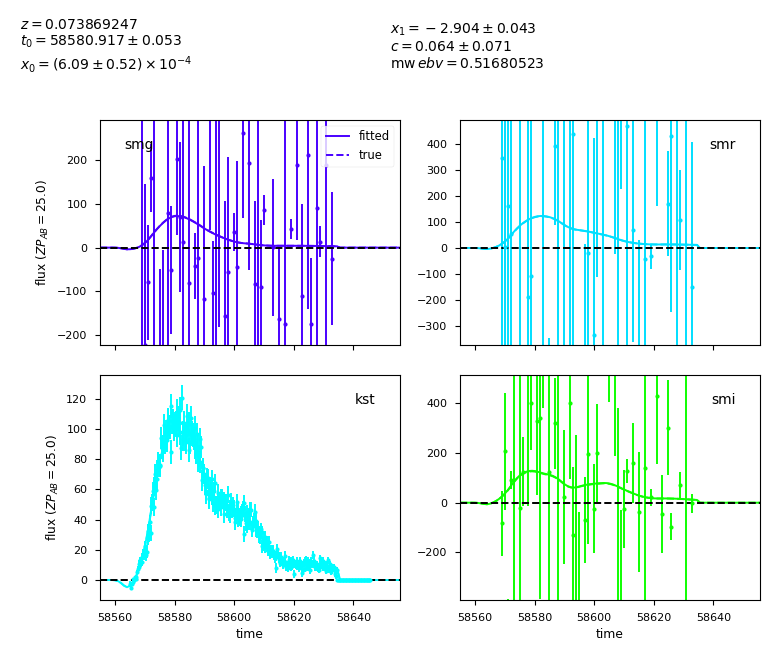 z = 0.073869247
t₀ = 58580.917 ± 0.053
x₀ = (6.09 ± 0.52) × 10⁻⁴
x₁ = −2.904 ± 0.043
c = 0.064 ± 0.071
mw ebv = 0.51680523
smg
fitted
true
200
100
0
−100
−200
flux (ZP_AB = 25.0)
smr
400
300
200
100
0
−100
−200
−300
kst
120
100
80
60
40
20
0
flux (ZP_AB = 25.0)
58560 58580 58600 58620 58640
time
smi
400
200
0
−200
58560 58580 58600 58620 58640
time